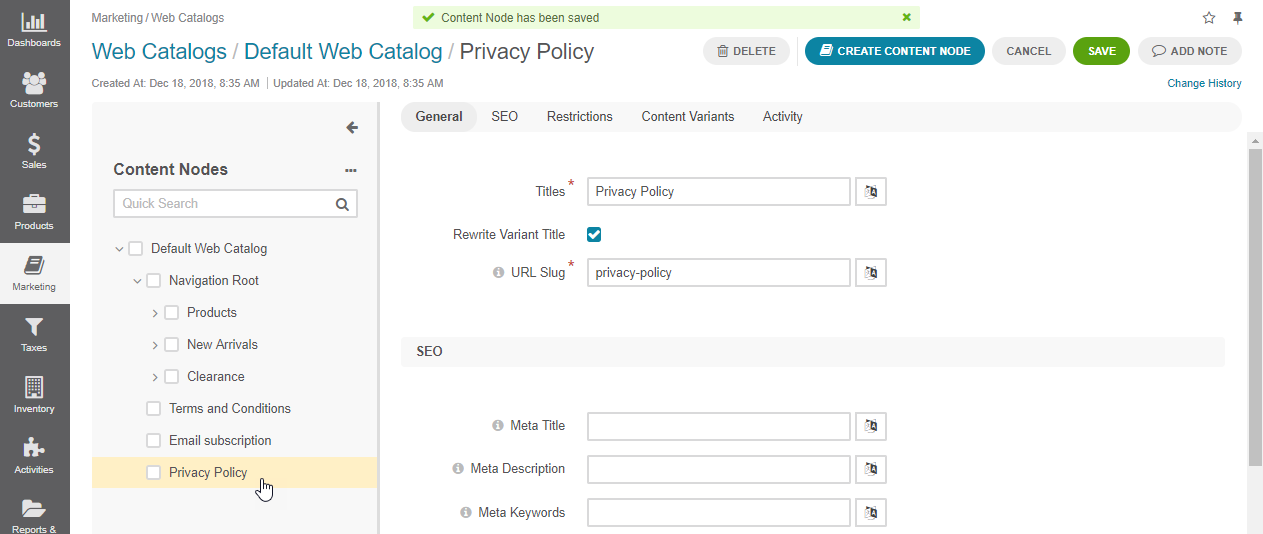 Dashboards
Customers
Sales
Products
Marketing
Taxes
Inventory
Activities
Reports &
Marketing / Web Catalogs
Content Node has been saved
Web Catalogs / Default Web Catalog / Privacy Policy
DELETE
CREATE CONTENT NODE
CANCEL
SAVE
ADD NOTE
Created At: Dec 18, 2018, 8:35 AM
Updated At: Dec 18, 2018, 8:35 AM
Change History
Content Nodes
Quick Search
Default Web Catalog
Navigation Root
Products
New Arrivals
Clearance
Terms and Conditions
Email subscription
Privacy Policy
General
SEO
Restrictions
Content Variants
Activity
Titles * Privacy Policy
Rewrite Variant Title
URL Slug * privacy-policy
SEO
Meta Title
Meta Description
Meta Keywords